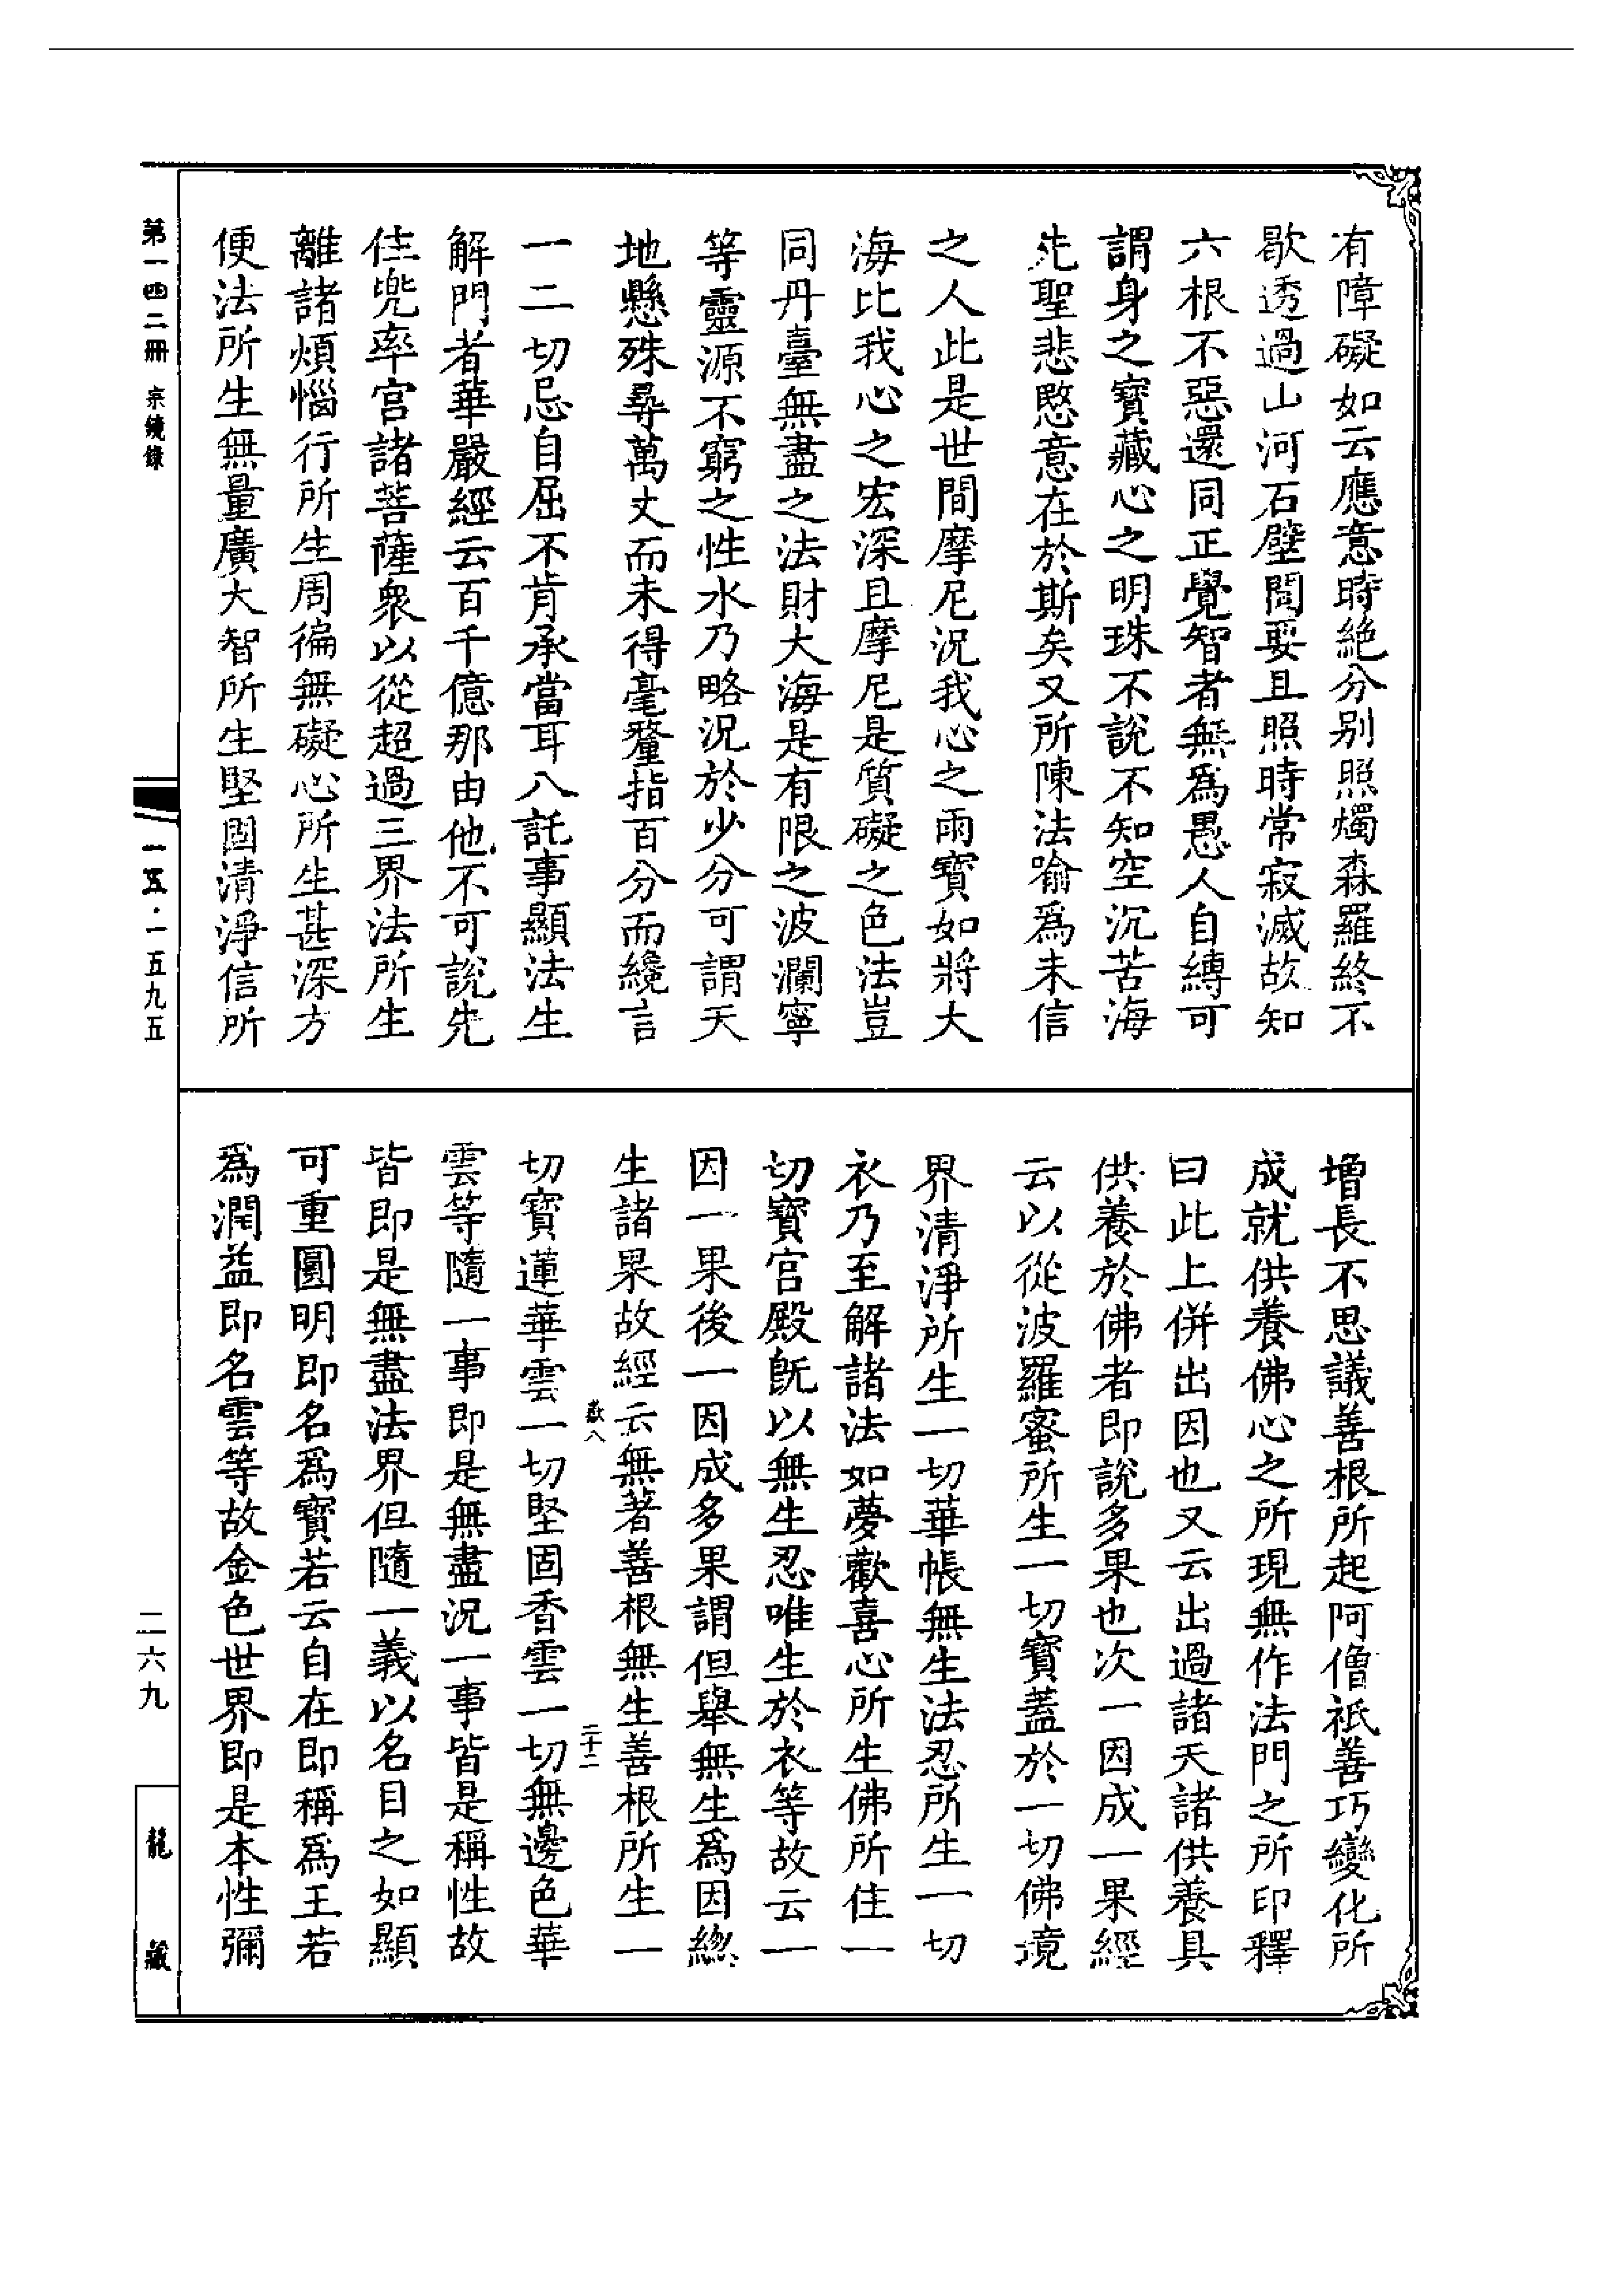 有障礙如云應意時絶分别照燭森羅終不
歇透過山河石壁間要且照時常寂滅故知
六根不惡還同正覺智者無爲愚人自縛可
謂身之寶藏心之明珠不說不知空沉苦海
先聖悲愍意在於斯矣又所陳法喻爲未信
之人此是世間摩尼況我心之雨寶如將大
海比我心之宏深且摩尼是質礙之色法豈
同丹臺無盡之法財大海是有限之波瀾寧
等靈源不窮之性水乃略況於少分可謂天
地懸殊尋萬丈而未得毫釐指百分而纔言
一二切忌自屈不肯承當耳八託事顯法生
解門者華嚴經云百千億那由他不可說先
住兜率宮諸菩薩衆以從超過三界法所生
離諸煩惱行所生周徧無礙心所生甚深方
便法所生無量廣大智所生堅固清淨信所
增長不思議善根所起阿僧祇善巧變化所
成就供養佛心之所現無作法門之所印釋
曰此上併出因也又云出過諸天諸供養具
供養於佛者即說多果也次一因成一果經
云以從波羅蜜所生一切寶蓋於一切佛境
界清淨所生一切華帳無生法忍所生一切
衣乃至解諸法如夢歡喜心所生佛所住一
切寶宮殿旣以無生忍唯生於衣等故云一
因一果後一因成多果謂但舉無生爲因緫
生諸果故經云無著善根無生善根所生一
切寶蓮華雲一切堅固香雲一切無邊色華
雲等隨一事即是無盡況一事皆是稱性故
皆即是無盡法界但隨一義以名目之如顯
可重圓明即名爲寶若云自在即稱爲王若
爲潤益即名雲等故金色世界即是本性彌
嶽八
二十二
第一四二冊 宗鏡錄
一五·一五九五
二六九
龍藏